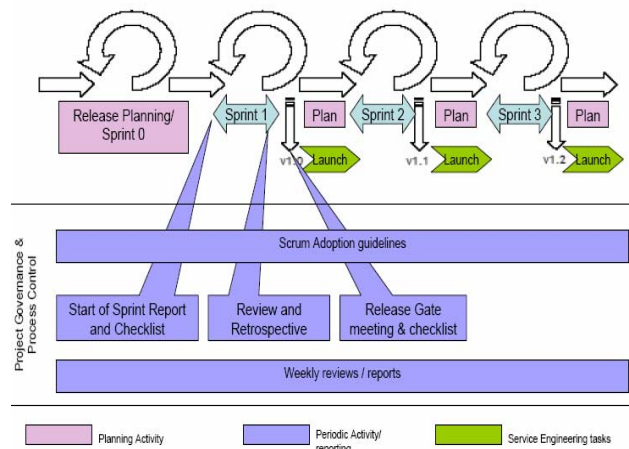 Release Planning/
Sprint 0
Sprint 1
Plan
Sprint 2
Plan
Sprint 3
Plan
v1.0
Launch
v1.1
Launch
v1.2
Launch
Project Governance &
Process Control
Scrum Adoption guidelines
Start of Sprint Report
and Checklist
Review and
Retrospective
Release Gate
meeting & checklist
Weekly reviews / reports
Planning Activity
Periodic Activity/
reporting
Service Engineering tasks